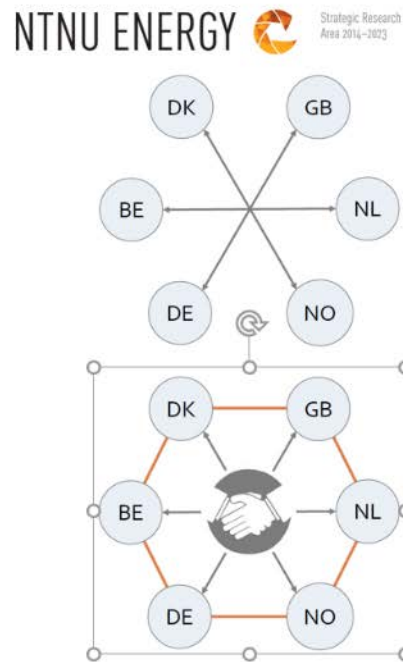 NTNU ENERGY
Strategic Research
Area 2014–2023
DK GB
BE NL
DE NO
DK GB
BE NL
DE NO